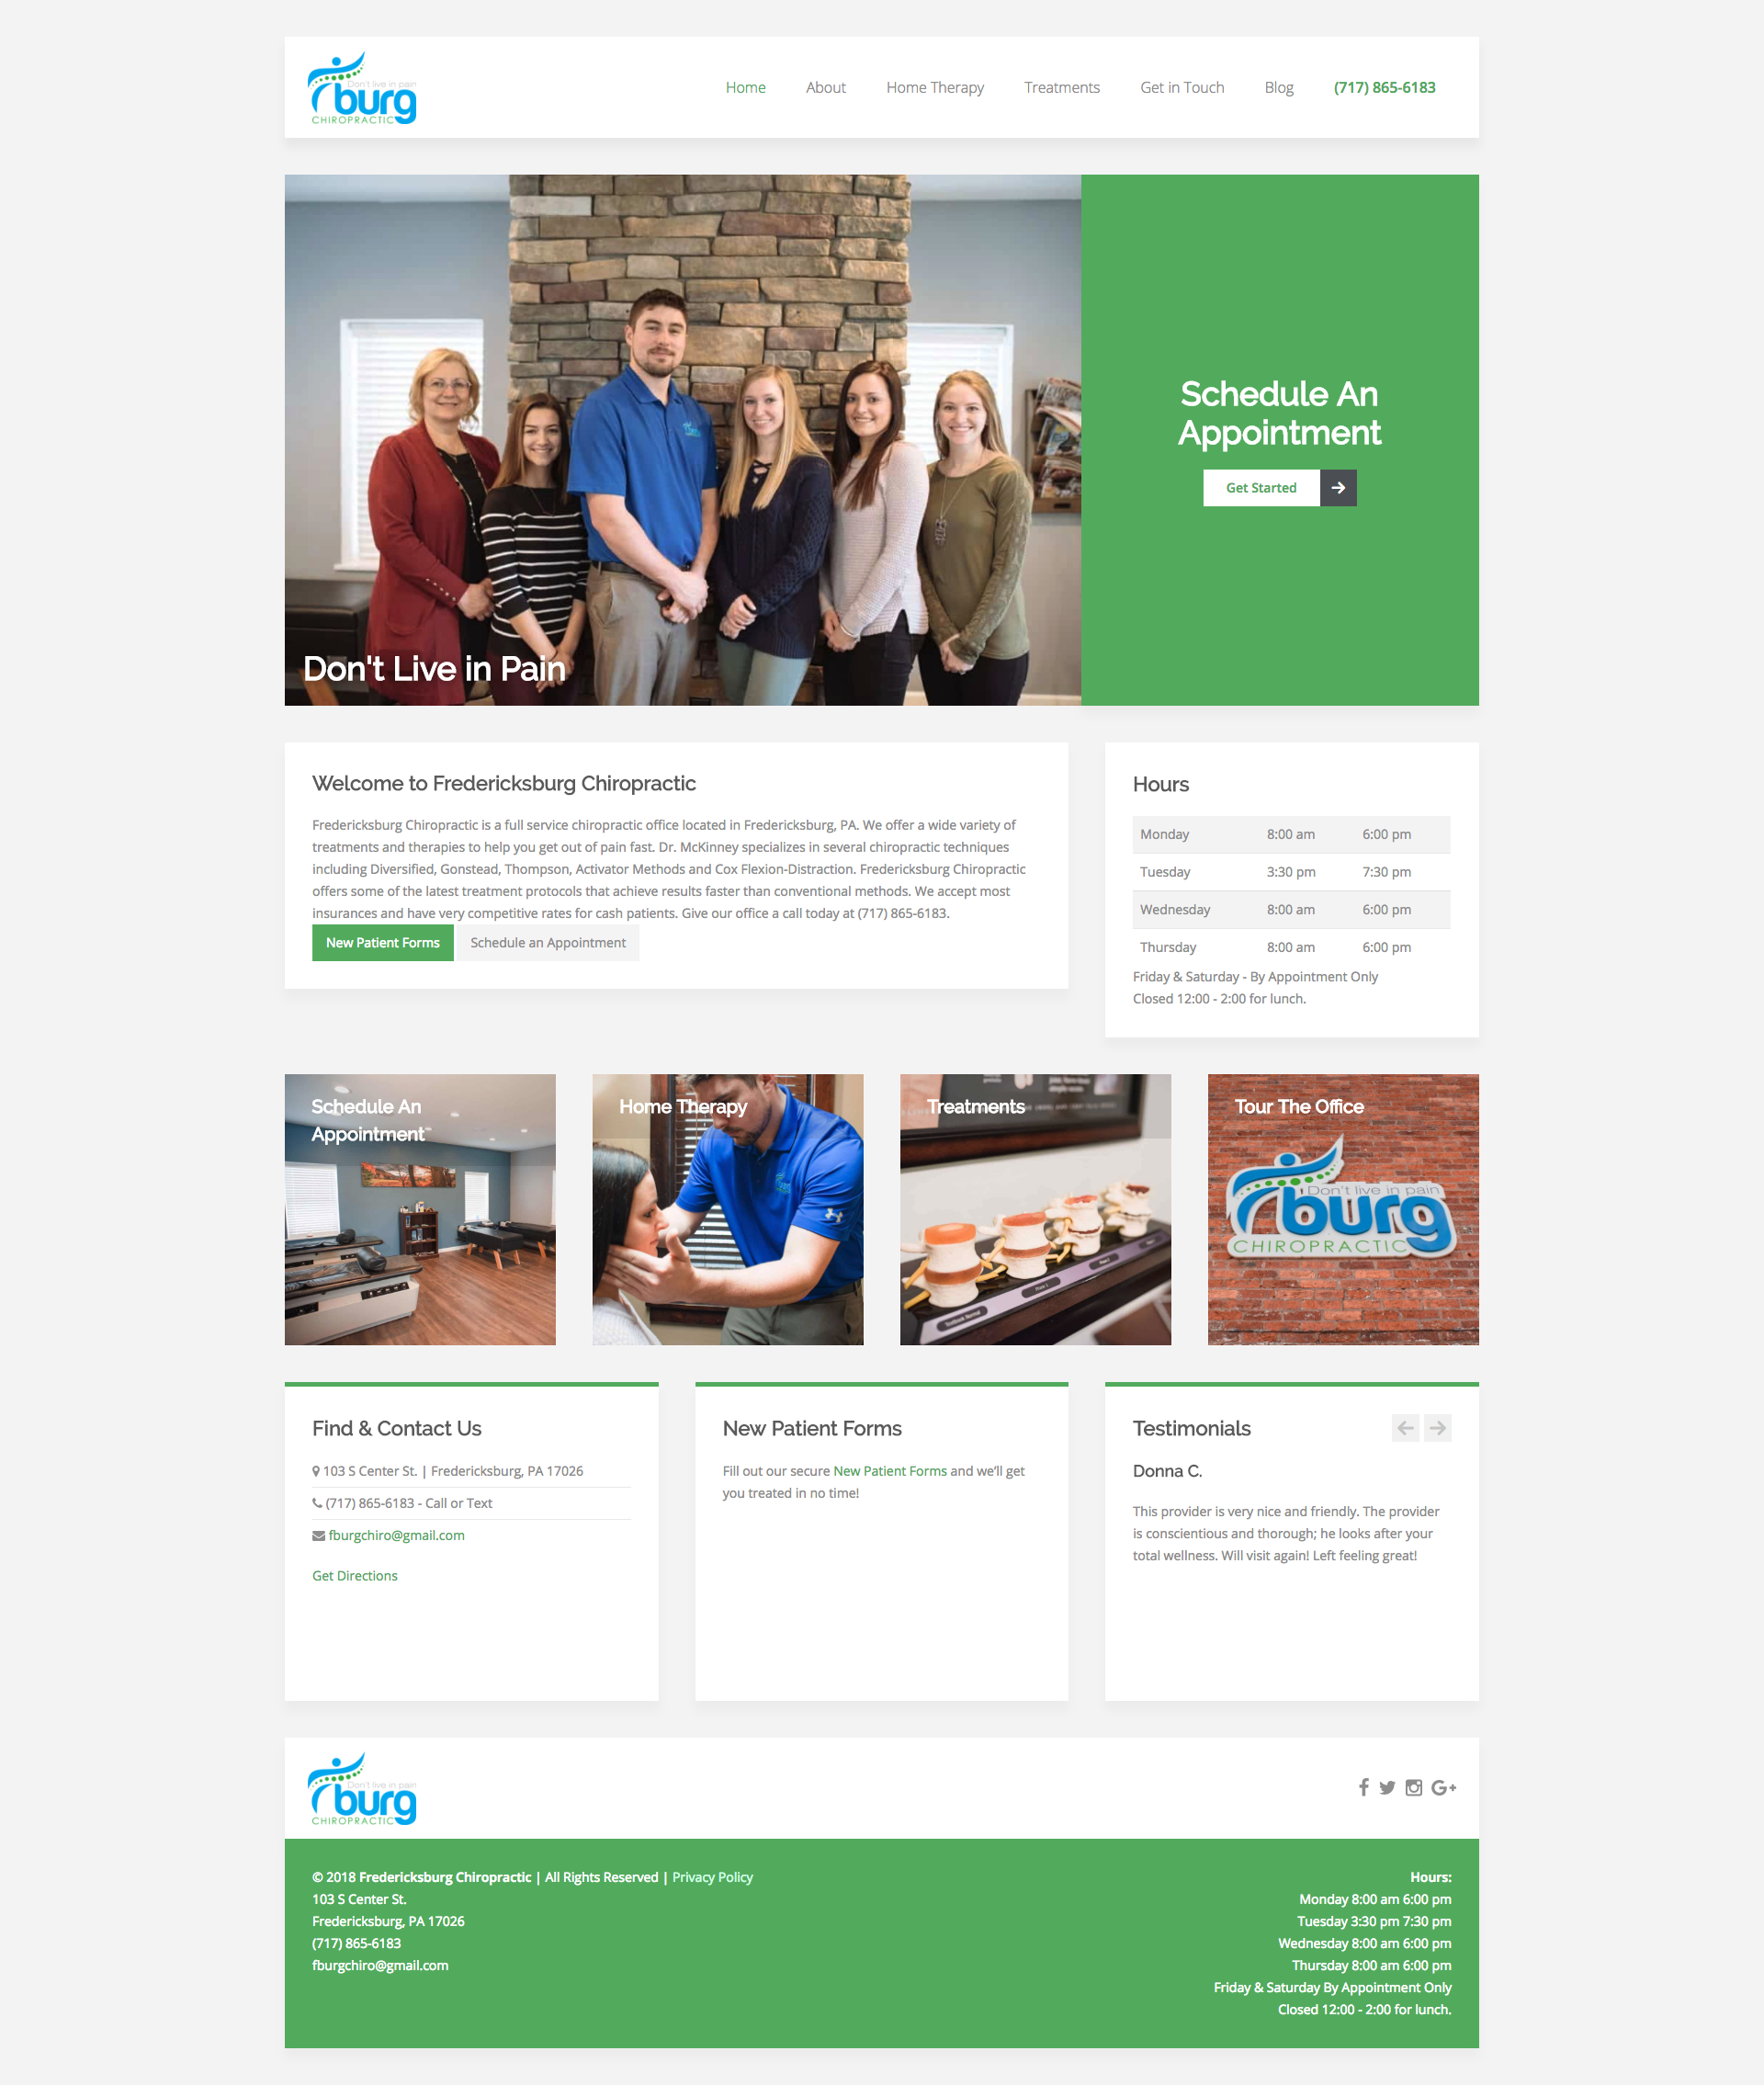 Don't live in pain
burg
CHIROPRACTIC
Home
About
Home Therapy
Treatments
Get in Touch
Blog
(717) 865-6183
Schedule An
Appointment
Get Started
Don't Live in Pain
Welcome to Fredericksburg Chiropractic
Fredericksburg Chiropractic is a full service chiropractic office located in Fredericksburg, PA. We offer a wide variety of
treatments and therapies to help you get out of pain fast. Dr. McKinney specializes in several chiropractic techniques
including Diversified, Gonstead, Thompson, Activator Methods and Cox Flexion-Distraction. Fredericksburg Chiropractic
offers some of the latest treatment protocols that achieve results faster than conventional methods. We accept most
insurances and have very competitive rates for cash patients. Give our office a call today at (717) 865-6183.
New Patient Forms
Schedule an Appointment
Hours
Monday 8:00 am 6:00 pm
Tuesday 3:30 pm 7:30 pm
Wednesday 8:00 am 6:00 pm
Thursday 8:00 am 6:00 pm
Friday & Saturday - By Appointment Only
Closed 12:00 - 2:00 for lunch.
Schedule An
Appointment
Home Therapy
Treatments
Tour The Office
Don't live in pain
burg
CHIROPRACTIC
Find & Contact Us
103 S Center St. | Fredericksburg, PA 17026
(717) 865-6183 - Call or Text
fburgchiro@gmail.com
Get Directions
New Patient Forms
Fill out our secure New Patient Forms and we'll get
you treated in no time!
Testimonials
Donna C.
This provider is very nice and friendly. The provider
is conscientious and thorough; he looks after your
total wellness. Will visit again! Left feeling great!
Don't live in pain
burg
CHIROPRACTIC
© 2018 Fredericksburg Chiropractic | All Rights Reserved | Privacy Policy
103 S Center St.
Fredericksburg, PA 17026
(717) 865-6183
fburgchiro@gmail.com
Hours:
Monday 8:00 am 6:00 pm
Tuesday 3:30 pm 7:30 pm
Wednesday 8:00 am 6:00 pm
Thursday 8:00 am 6:00 pm
Friday & Saturday By Appointment Only
Closed 12:00 - 2:00 for lunch.